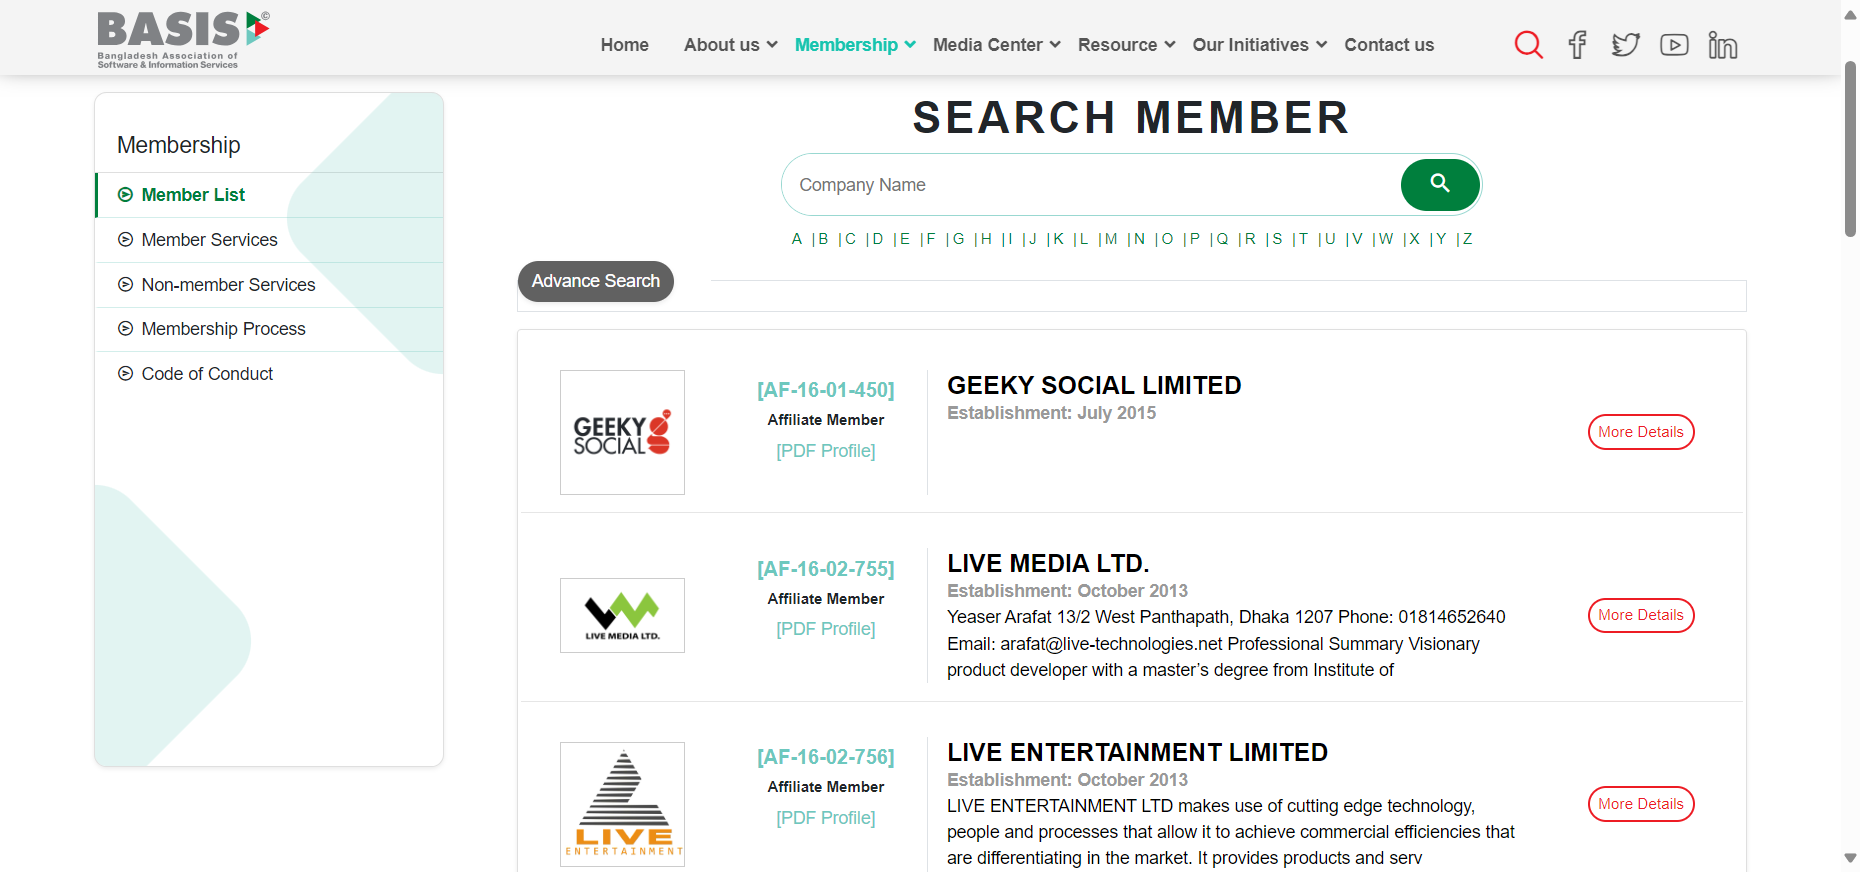 BASIS
Bangladesh Association of
Software & Information Services
Home About us Membership Media Center Resource Our Initiatives Contact us
Membership
Member List
Member Services
Non-member Services
Membership Process
Code of Conduct
SEARCH MEMBER
Company Name
A |B |C |D |E |F |G |H |I |J |K |L |M |N |O |P |Q |R |S |T |U |V |W |X |Y |Z
Advance Search
GEEKY
SOCIAL
[AF-16-01-450]
Affiliate Member
[PDF Profile]
GEEKY SOCIAL LIMITED
Establishment: July 2015
More Details
LIVE MEDIA LTD.
[AF-16-02-755]
Affiliate Member
[PDF Profile]
LIVE MEDIA LTD.
Establishment: October 2013
Yeaser Arafat 13/2 West Panthapath, Dhaka 1207 Phone: 01814652640
Email: arafat@live-technologies.net Professional Summary Visionary
product developer with a master’s degree from Institute of
More Details
LIVE
ENTERTAINMENT
[AF-16-02-756]
Affiliate Member
[PDF Profile]
LIVE ENTERTAINMENT LIMITED
Establishment: October 2013
LIVE ENTERTAINMENT LTD makes use of cutting edge technology,
people and processes that allow it to achieve commercial efficiencies that
are differentiating in the market. It provides products and serv
More Details